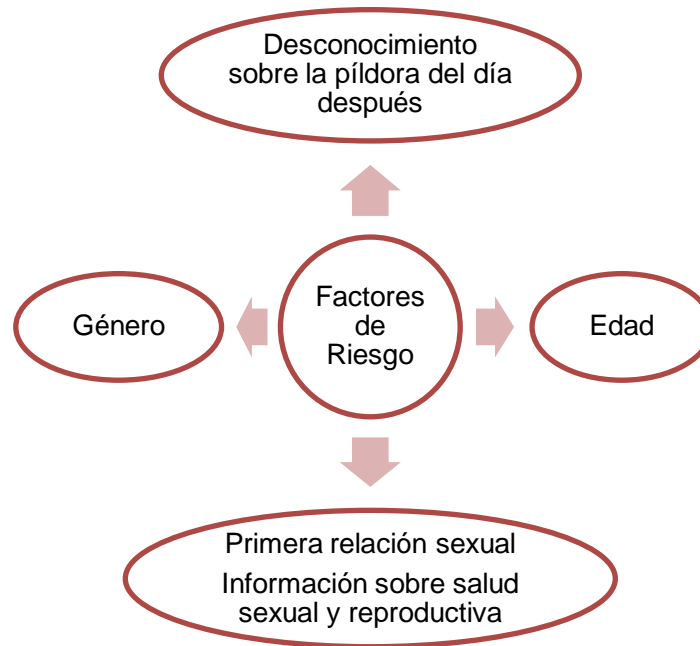 Desconocimiento
sobre la píldora del día
después
Género
Factores
de
Riesgo
Edad
Primera relación sexual
Información sobre salud
sexual y reproductiva